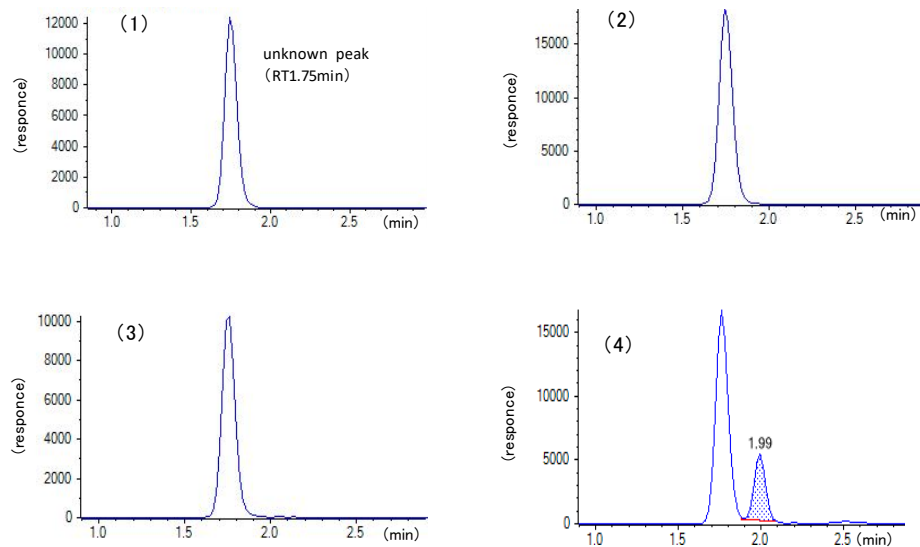 (1)
unknown peak
(RT1.75min)
(responce)
12000
10000
8000
6000
4000
2000
0
1.0 1.5 2.0 2.5 (min)
(2)
(responce)
15000
10000
5000
0
1.0 1.5 2.0 2.5 (min)
(3)
(responce)
10000
8000
6000
4000
2000
0
1.0 1.5 2.0 2.5 (min)
(4)
(responce)
15000
10000
5000
0
1.99
1.0 1.5 2.0 2.5 (min)